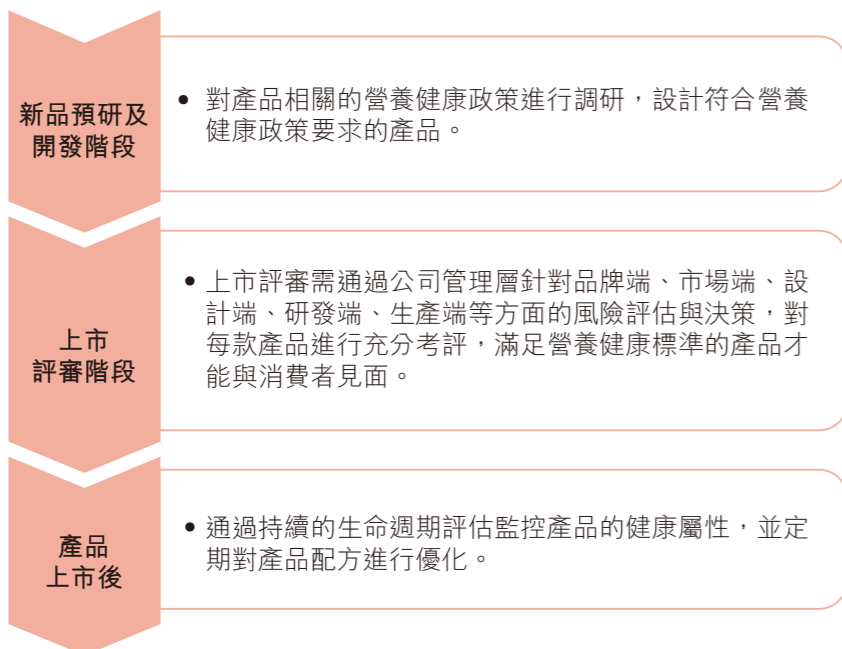 新品預研及
開發階段
• 對產品相關的營養健康政策進行調研，設計符合營養
健康政策要求的產品。
上市
評審階段
• 上市評審需通過公司管理層針對品牌端、市場端、設
計端、研發端、生產端等方面的風險評估與決策，對
每款產品進行充分考評，滿足營養健康標準的產品才
能與消費者見面。
產品
上市後
• 通過持續的生命週期評估監控產品的健康屬性，並定
期對產品配方進行優化。